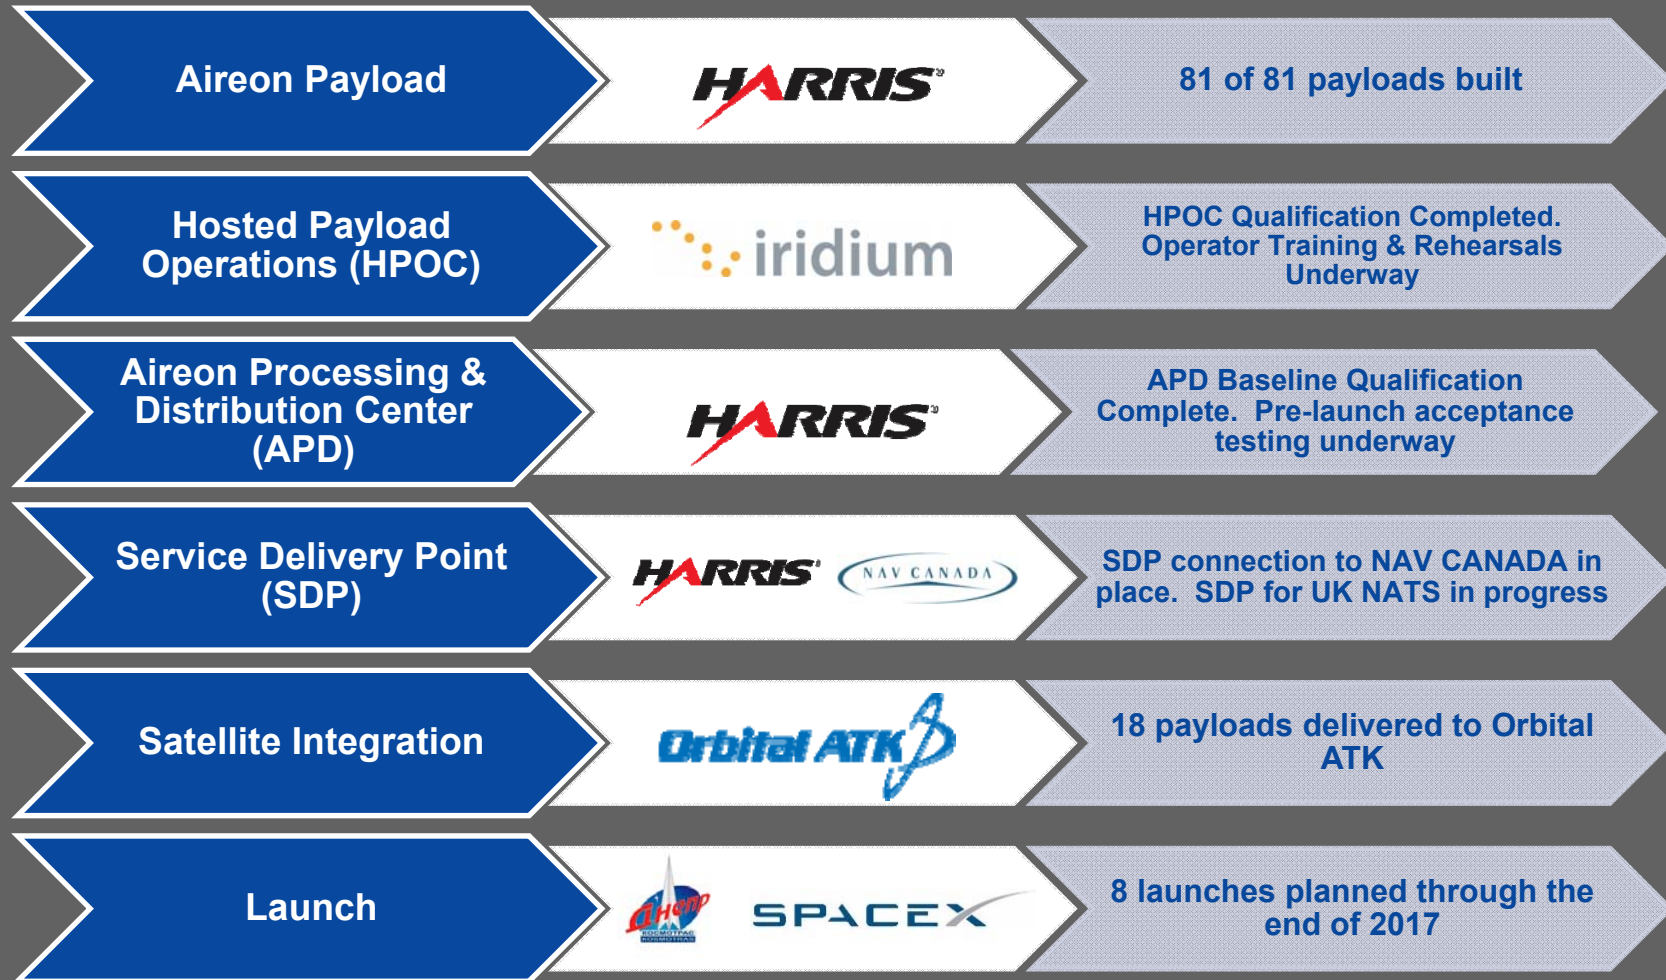 Aireon Payload
HARRIS
81 of 81 payloads built
Hosted Payload
Operations (HPOC)
iridium
HPOC Qualification Completed.
Operator Training & Rehearsals
Underway
Aireon Processing &
Distribution Center
(APD)
HARRIS
APD Baseline Qualification
Complete. Pre-launch acceptance
testing underway
Service Delivery Point
(SDP)
HARRIS
NAV CANADA
SDP connection to NAV CANADA in
place. SDP for UK NATS in progress
Satellite Integration
Orbital ATK
18 payloads delivered to Orbital
ATK
Launch
Днепр
КОСМОТРАС
KOSMOTRAS
SPACEX
8 launches planned through the
end of 2017